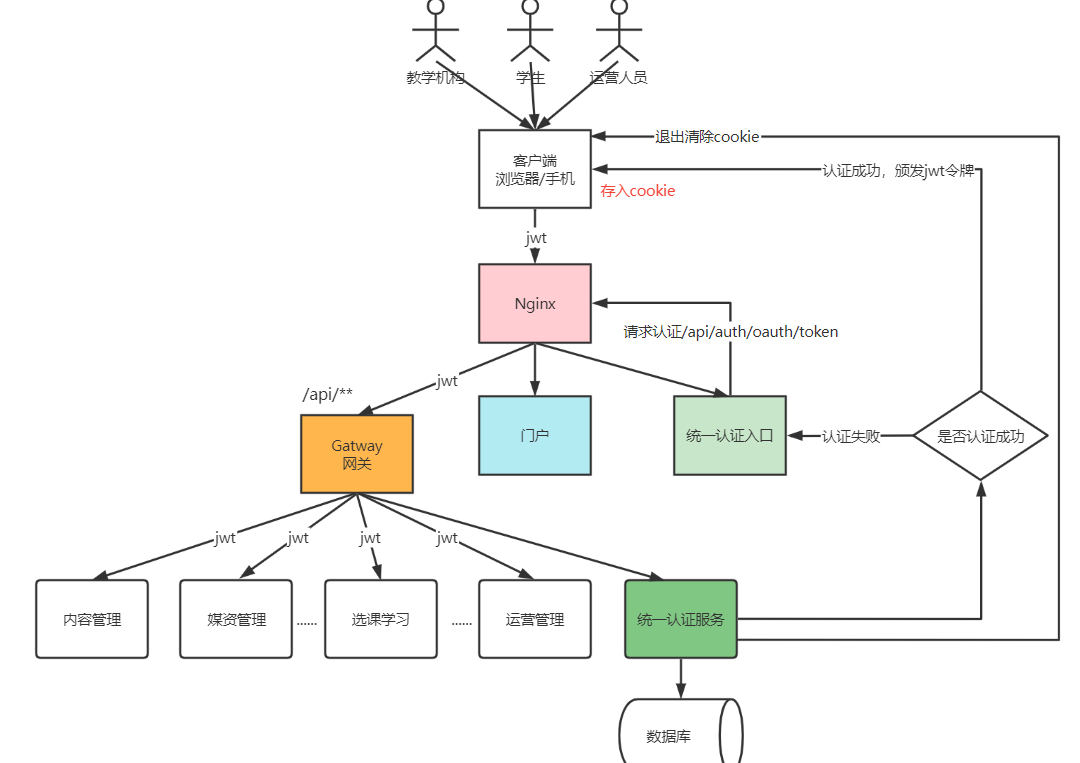 教学机构
学生
运营人员
退出清除cookie
客户端
浏览器/手机
认证成功，颁发jwt令牌
存入cookie
jwt
Nginx
请求认证/api/auth/oauth/token
jwt
/api/**
Gatway
网关
门户
统一认证入口
认证失败
是否认证成功
jwt
jwt
jwt
jwt
内容管理
媒资管理
......
选课学习
......
运营管理
统一认证服务
数据库